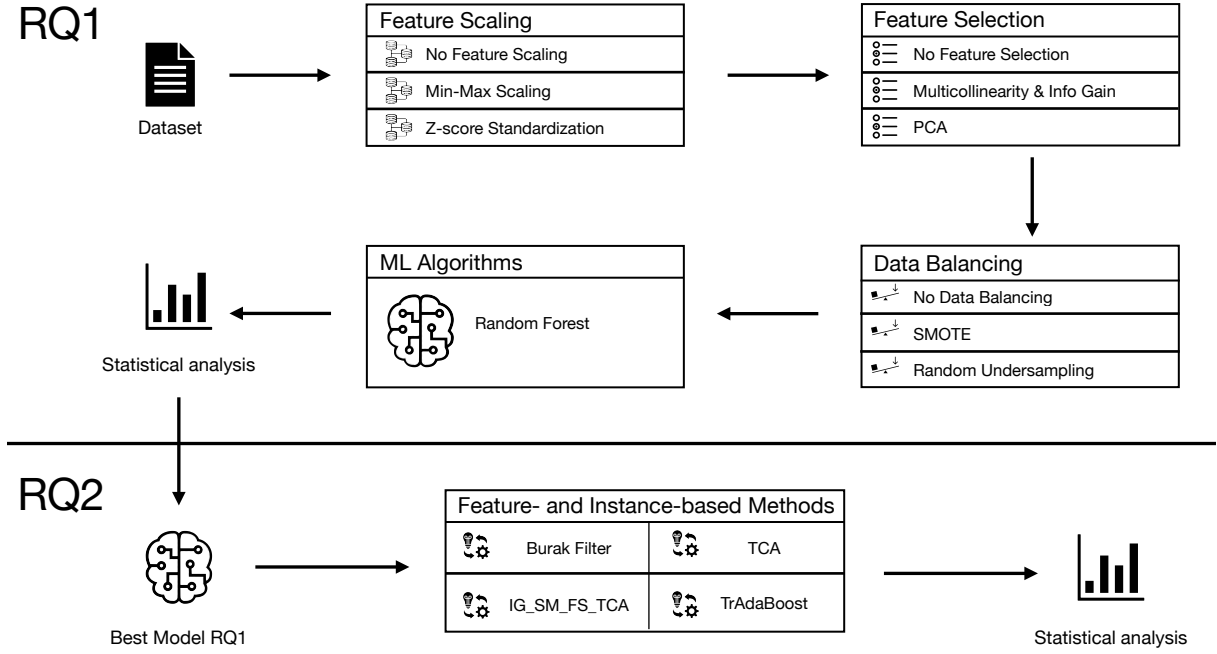 RQ1
Dataset
Feature Scaling
No Feature Scaling
Min-Max Scaling
Z-score Standardization
Feature Selection
No Feature Selection
Multicollinearity & Info Gain
PCA
Data Balancing
No Data Balancing
SMOTE
Random Undersampling
ML Algorithms
Random Forest
Statistical analysis
RQ2
Best Model RQ1
Feature- and Instance-based Methods
Burak Filter
TCA
IG_SM_FS_TCA
TrAdaBoost
Statistical analysis